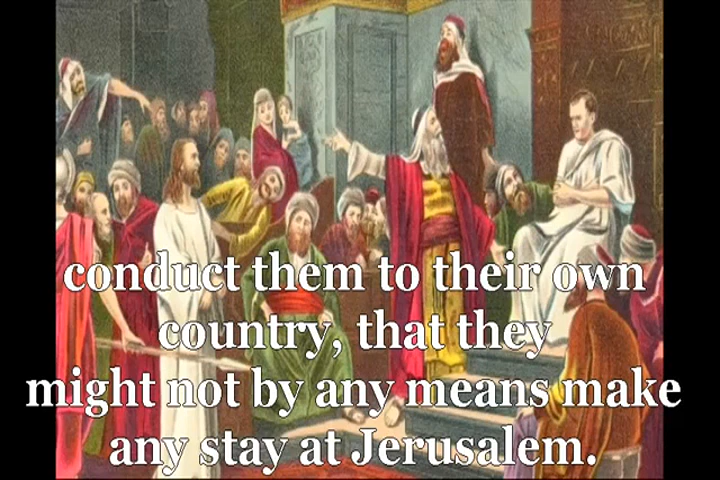 conduct them to their own
country, that they
might not by any means make
any stay at Jerusalem.